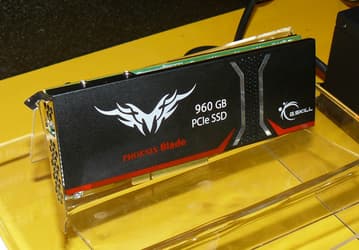 960 GB
PCIe SSD
PHOENIX Blade
G.SKILL